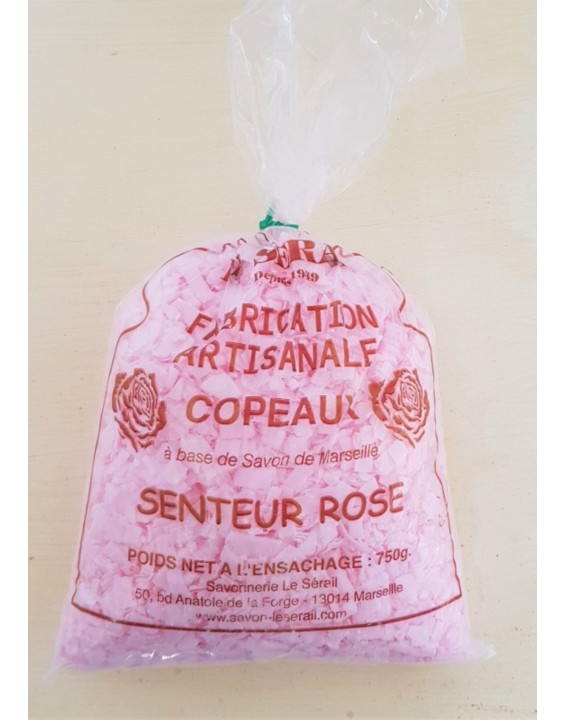 Depuis 1949
FABRICATION
ARTISANALE
COPEAUX
à base de Savon de Marseille
SENTEUR ROSE
POIDS NET A L'ENSACHAGE : 750g.
Savonnerie Le Sérail
50, bd Anatole de la Forge - 13014 Marseille
www.savon-leserail.com